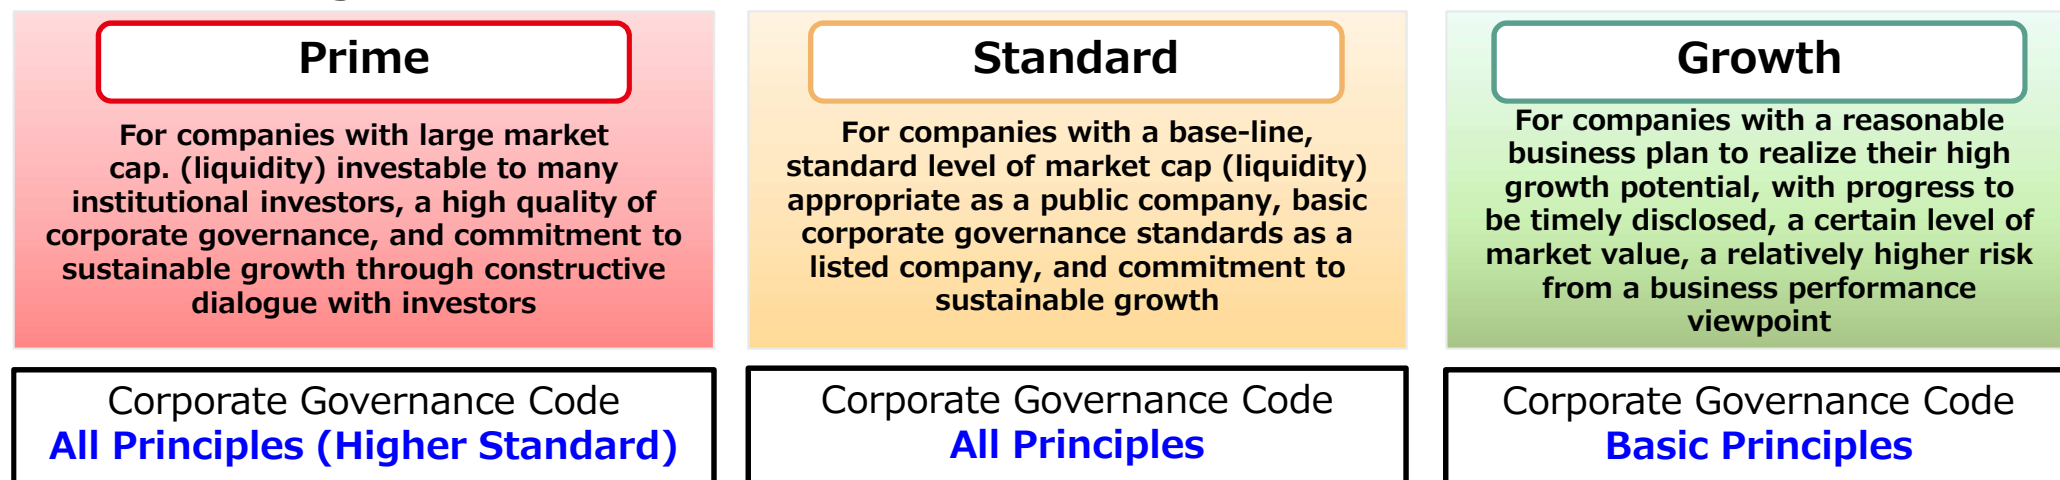 Prime
For companies with large market
cap. (liquidity) investable to many
institutional investors, a high quality of
corporate governance, and commitment to
sustainable growth through constructive
dialogue with investors
Corporate Governance Code
All Principles (Higher Standard)
Standard
For companies with a base-line,
standard level of market cap (liquidity)
appropriate as a public company, basic
corporate governance standards as a
listed company, and commitment to
sustainable growth
Corporate Governance Code
All Principles
Growth
For companies with a reasonable
business plan to realize their high
growth potential, with progress to
be timely disclosed, a certain level of
market value, a relatively higher risk
from a business performance
viewpoint
Corporate Governance Code
Basic Principles